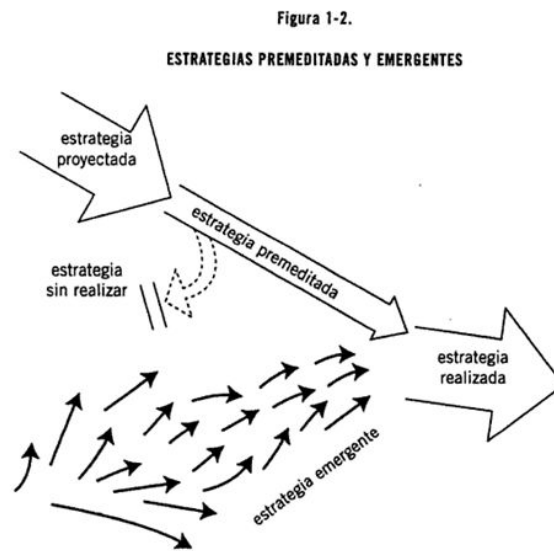 Figura 1-2.
ESTRATEGIAS PREMEDITADAS Y EMERGENTES
estrategia
proyectada
estrategia premeditada
estrategia
sin realizar
estrategia
realizada
estrategia emergente